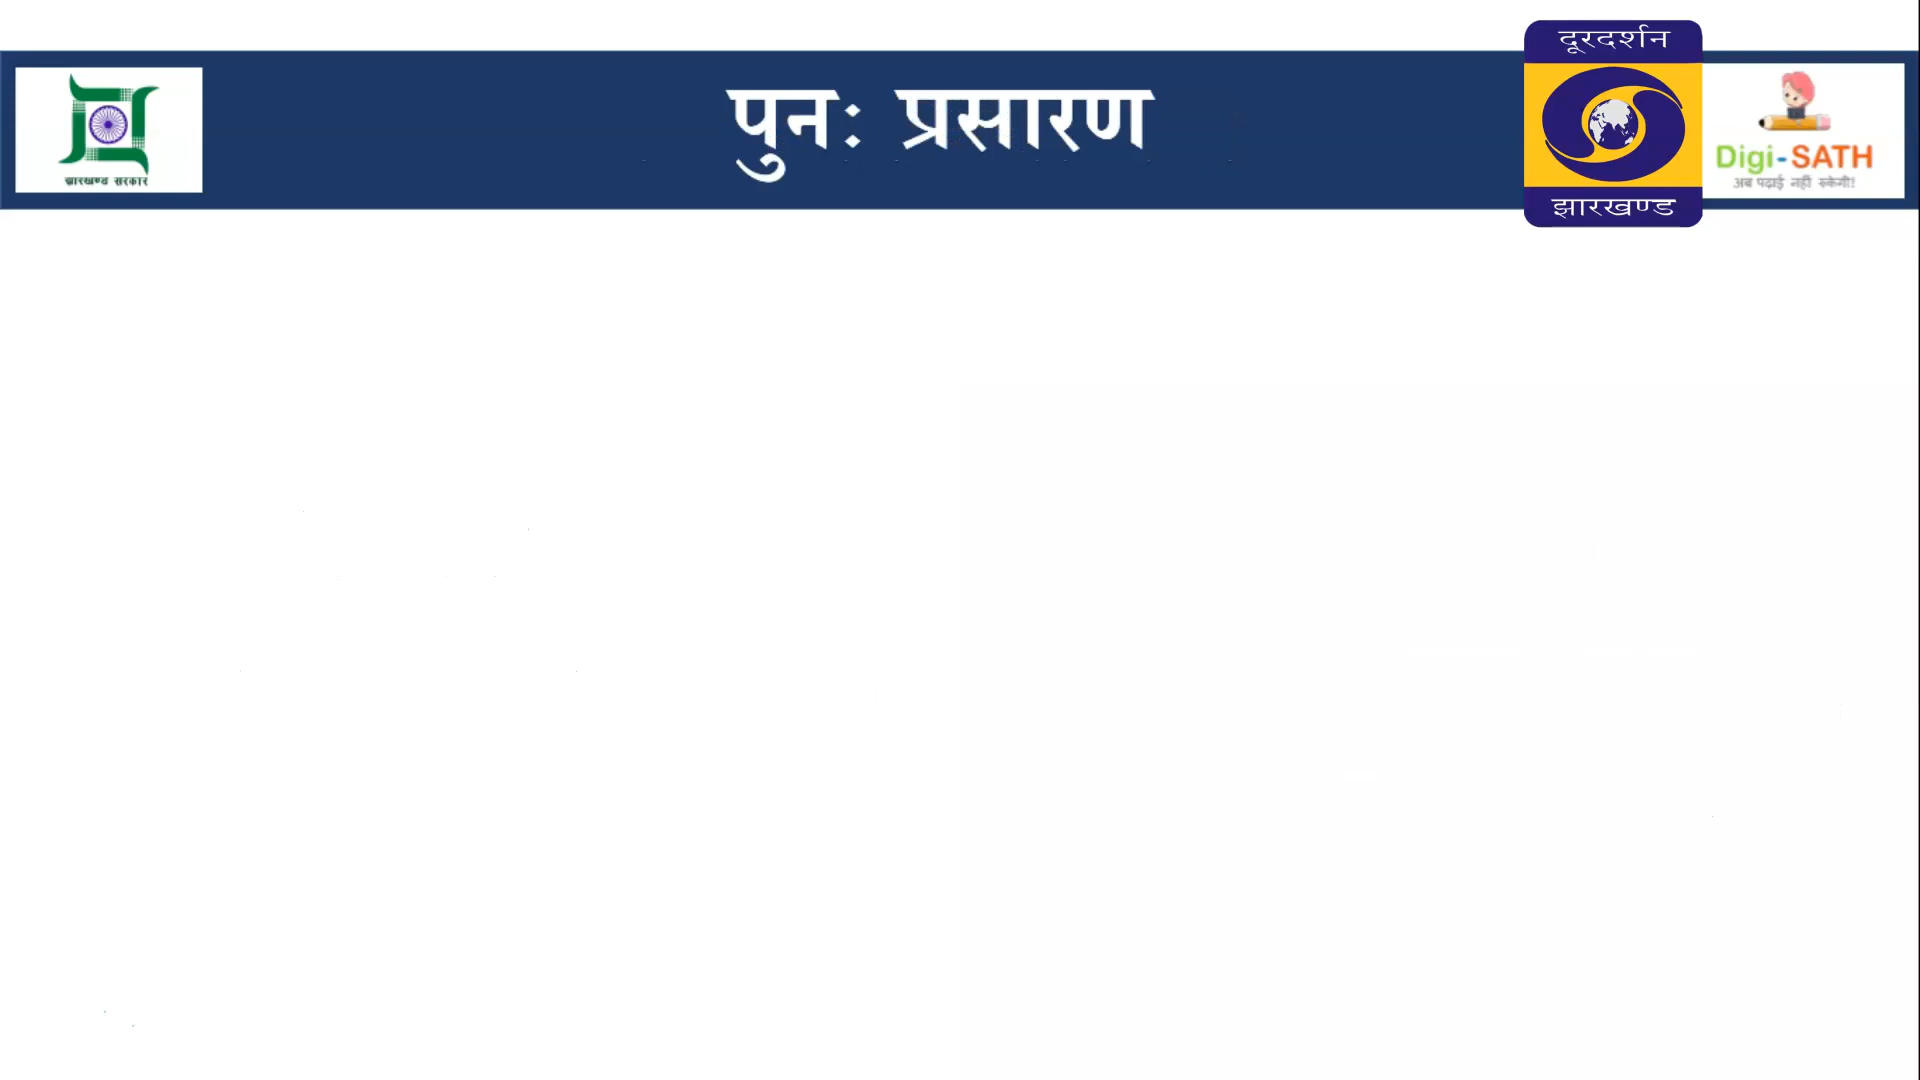 दूरदर्शन
पुनः प्रसारण
झारखण्ड सरकार
Digi-SATH
अब पढ़ाई नहीं रुकेगी!
झारखण्ड